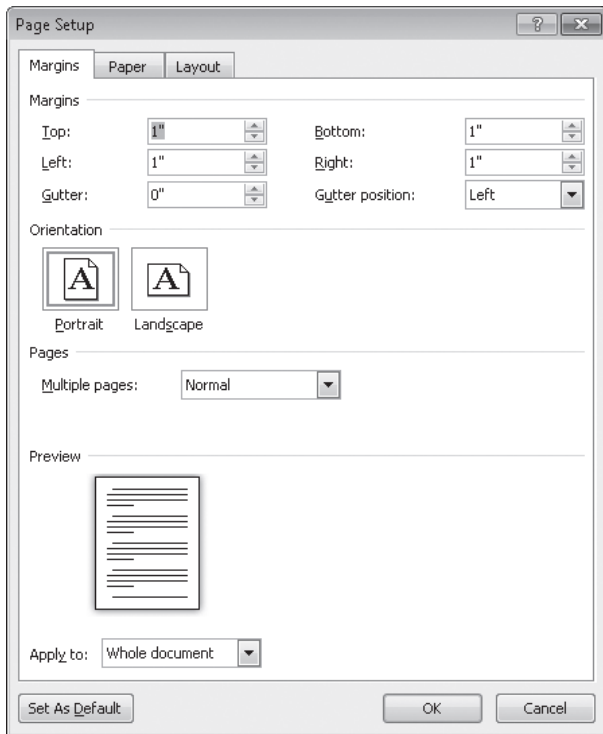 Page Setup
Margins Paper Layout
Margins
Top: 1" Bottom: 1"
Left: 1" Right: 1"
Gutter: 0" Gutter position: Left
Orientation
A A
Portrait Landscape
Pages
Multiple pages: Normal
Preview
Apply to: Whole document
Set As Default OK Cancel